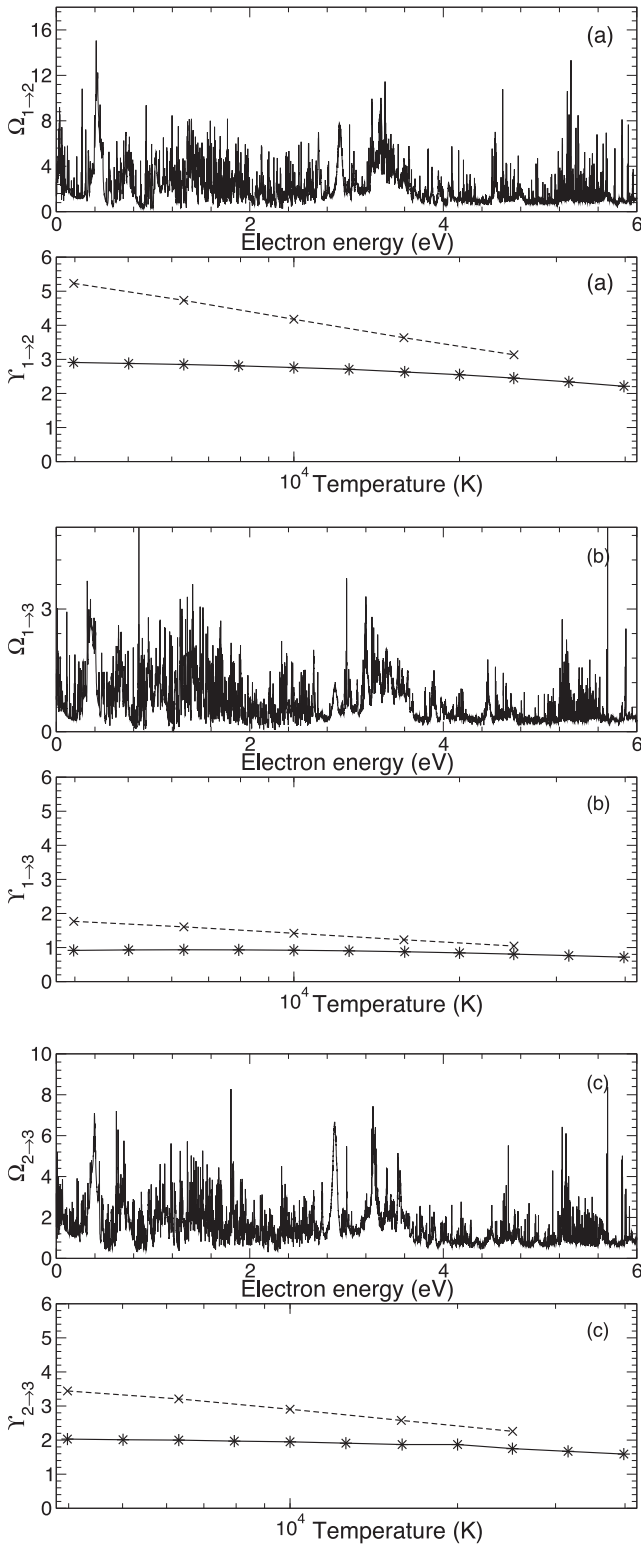 (a)
Ω1→2
16
12
8
4
0
0 2 4 6
Electron energy (eV)
(a)
ϒ1→2
6
5
4
3
2
1
0
10⁴ Temperature (K)
(b)
Ω1→3
3
0
0 2 4 6
Electron energy (eV)
(b)
ϒ1→3
6
5
4
3
2
1
0
10⁴ Temperature (K)
(c)
Ω2→3
10
8
6
4
2
0
0 2 4 6
Electron energy (eV)
(c)
ϒ2→3
6
5
4
3
2
1
0
10⁴ Temperature (K)